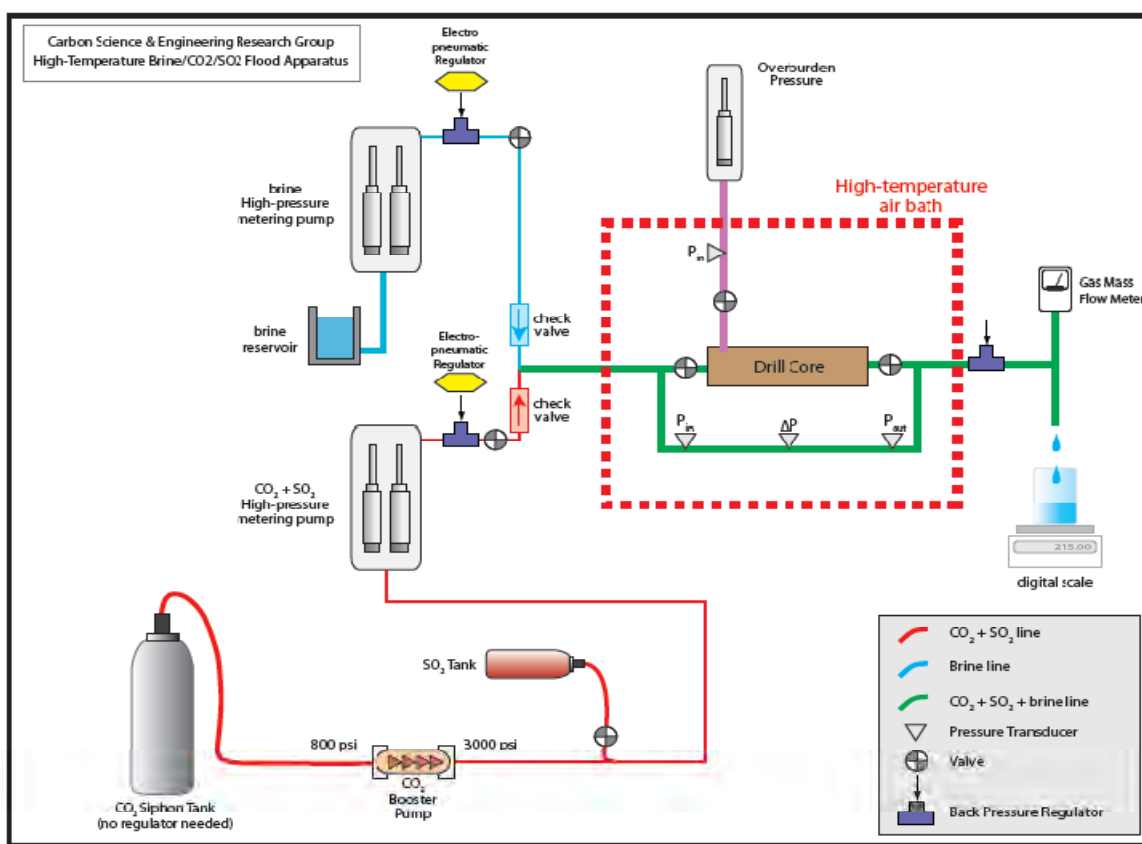 Carbon Science & Engineering Research Group
High-Temperature Brine/CO2/SO2 Flood Apparatus
Electro
pneumatic
Regulator
Overburden
Pressure
brine
High-pressure
metering pump
High-temperature
air bath
Pin
Gas Mass
Flow Meter
brine
reservoir
check
valve
Electro-
pneumatic
Regulator
Drill Core
check
valve
Pin
ΔP
Pout
CO₂ + SO₂
High-pressure
metering pump
215.00
digital scale
SO₂ Tank
800 psi
3000 psi
CO₂
Booster
Pump
CO₂ Siphon Tank
(no regulator needed)
CO₂ + SO₂ line
Brine line
CO₂ + SO₂ + brine line
Pressure Transducer
Valve
Back Pressure Regulator